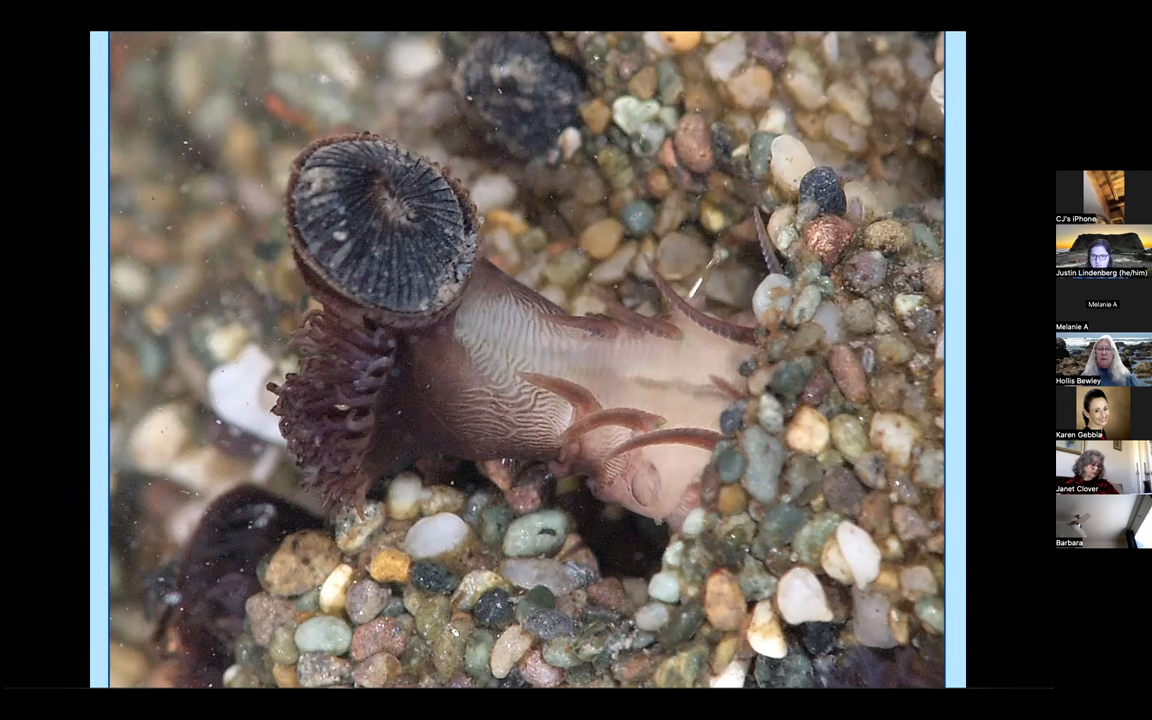 CJ's iPhone
Justin Lindenberg (he/him)
Melanie A
Melanie A
Hollis Bewley
Karen Gebbia
Janet Clover
Barbara